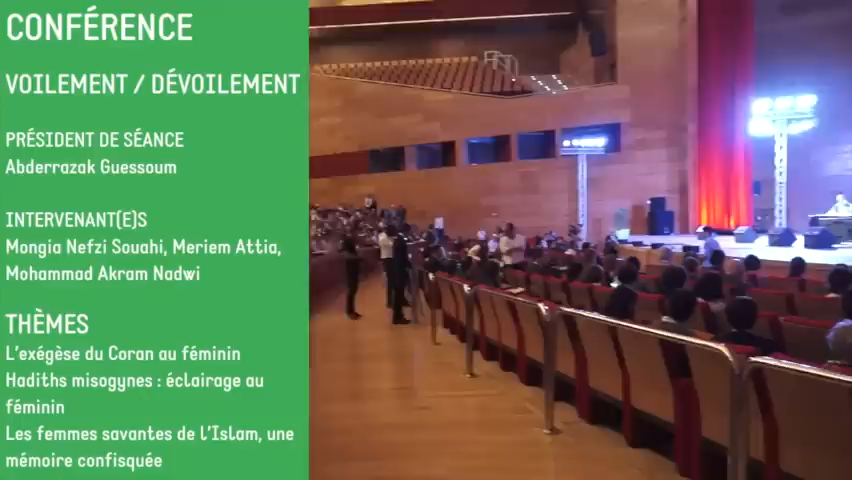 CONFÉRENCE
VOILEMENT / DÉVOILEMENT
PRÉSIDENT DE SÉANCE
Abderrazak Guessoum
INTERVENANT(E)S
Mongia Nefzi Souahi, Meriem Attia,
Mohammad Akram Nadwi
THÈMES
L'exégèse du Coran au féminin
Hadiths misogynes : éclairage au
féminin
Les femmes savantes de l'Islam, une
mémoire confisquée